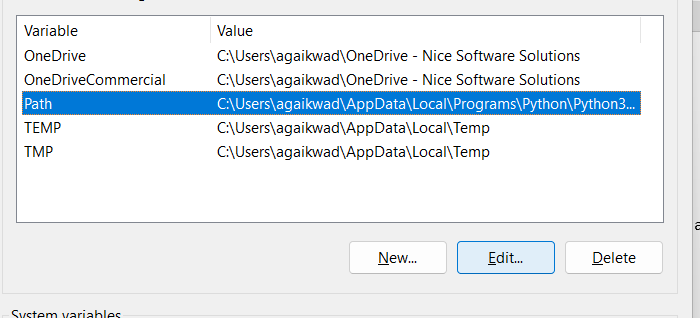 Variable Value
OneDrive C:\Users\agaikwad\OneDrive - Nice Software Solutions
OneDriveCommercial C:\Users\agaikwad\OneDrive - Nice Software Solutions
Path C:\Users\agaikwad\AppData\Local\Programs\Python\Python3...
TEMP C:\Users\agaikwad\AppData\Local\Temp
TMP C:\Users\agaikwad\AppData\Local\Temp
New... Edit... Delete
System variables